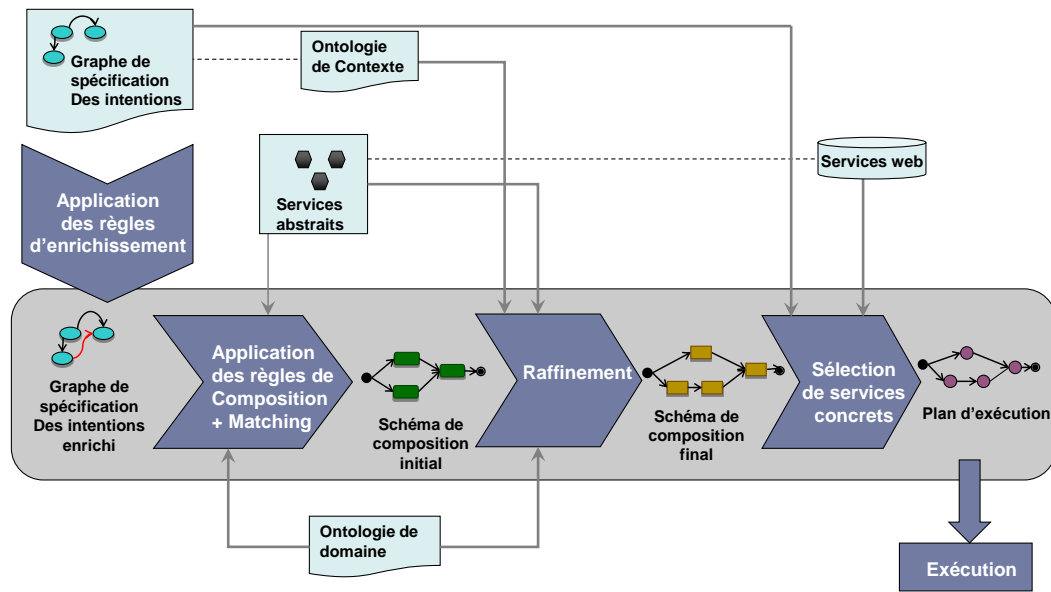 Graphe de
spécification
Des intentions
Ontologie
de Contexte
Services
abstraits
Services web
Application
des règles
d'enrichissement
Graphe de
spécification
Des intentions
enrichi
Application
des règles de
Composition
+ Matching
Schéma de
composition
initial
Raffinement
Schéma de
composition
final
Sélection
de services
concrets
Plan d'exécution
Ontologie de
domaine
Exécution